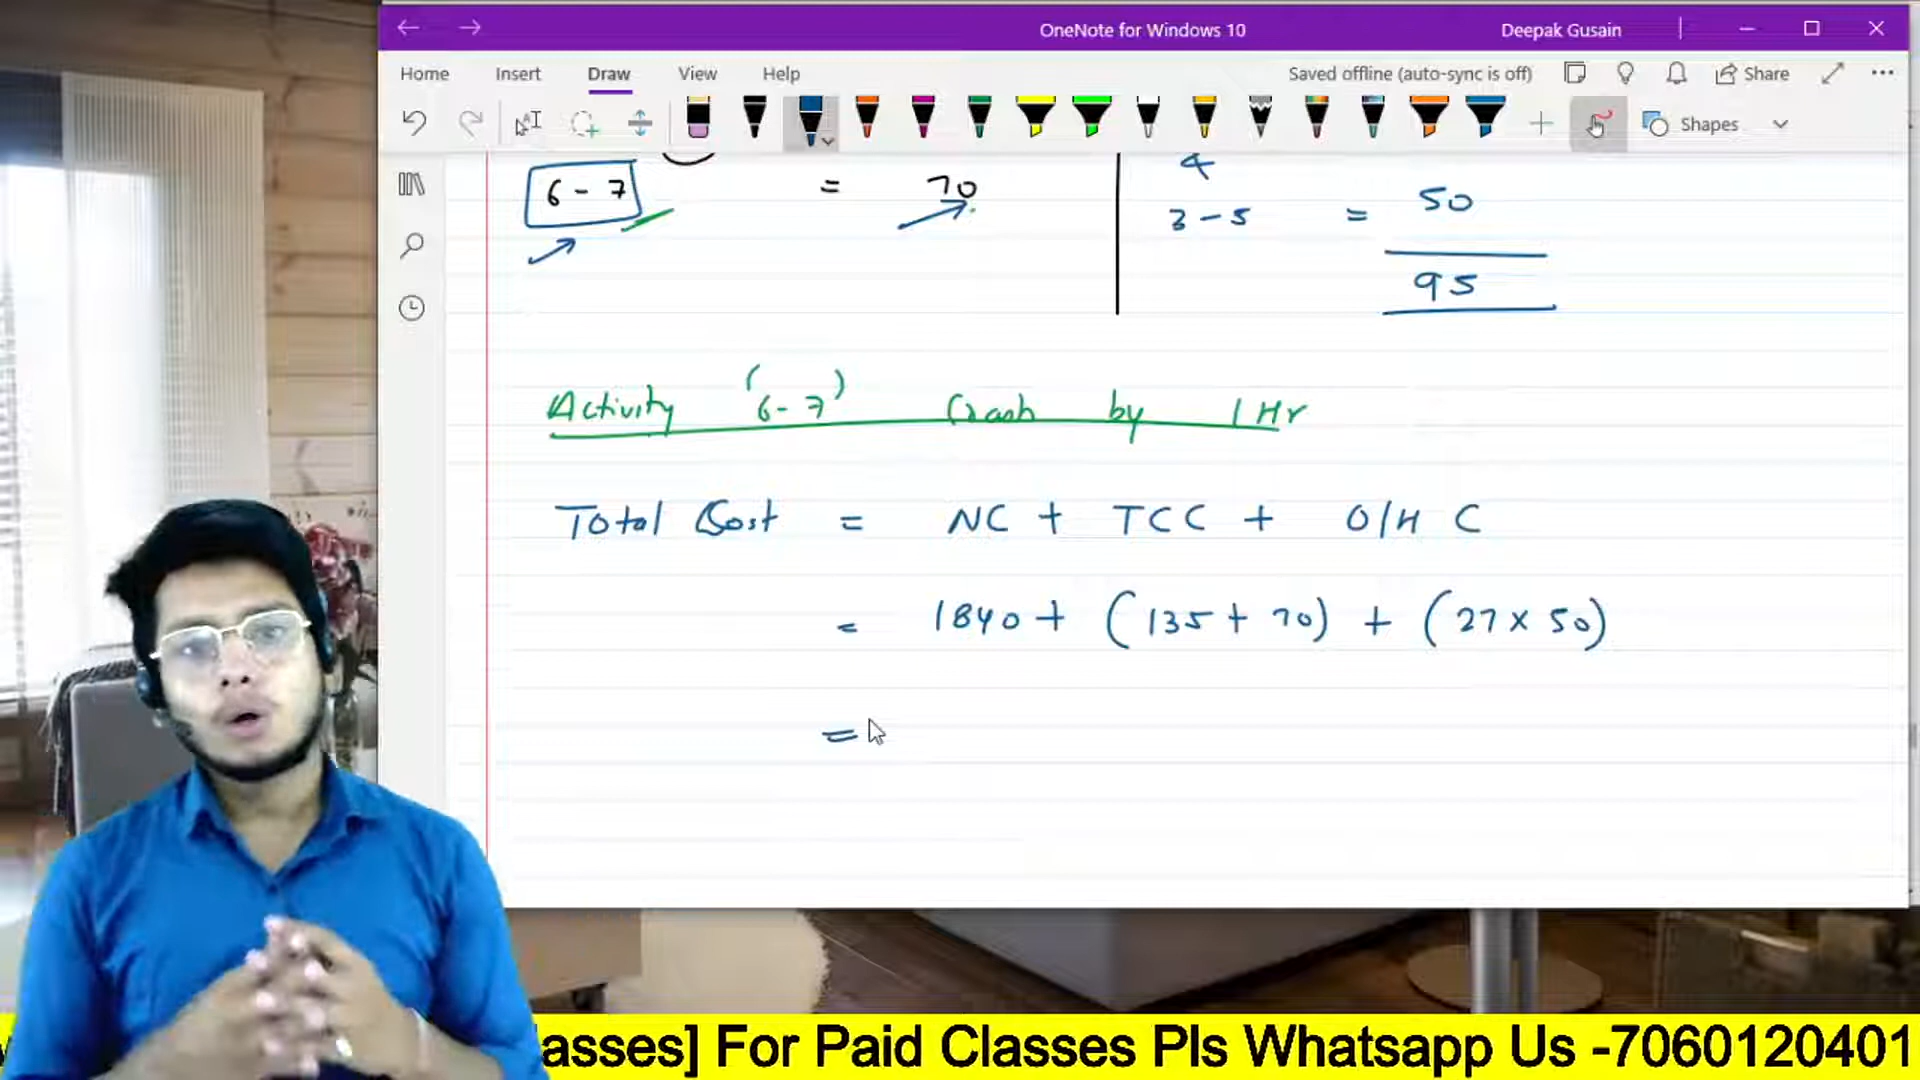 OneNote for Windows 10
Deepak Gusain
Home Insert Draw View Help
Saved offline (auto-sync is off)
Share
Shapes
6 - 7 = 70
4
3 - 5 = 50
95
Activity (6-7) Crash by 1 Hr
Total Cost = NC + TCC + O/H C
= 1840 + (135 + 70) + (27 x 50)
=
asses] For Paid Classes Pls Whatsapp Us -7060120401